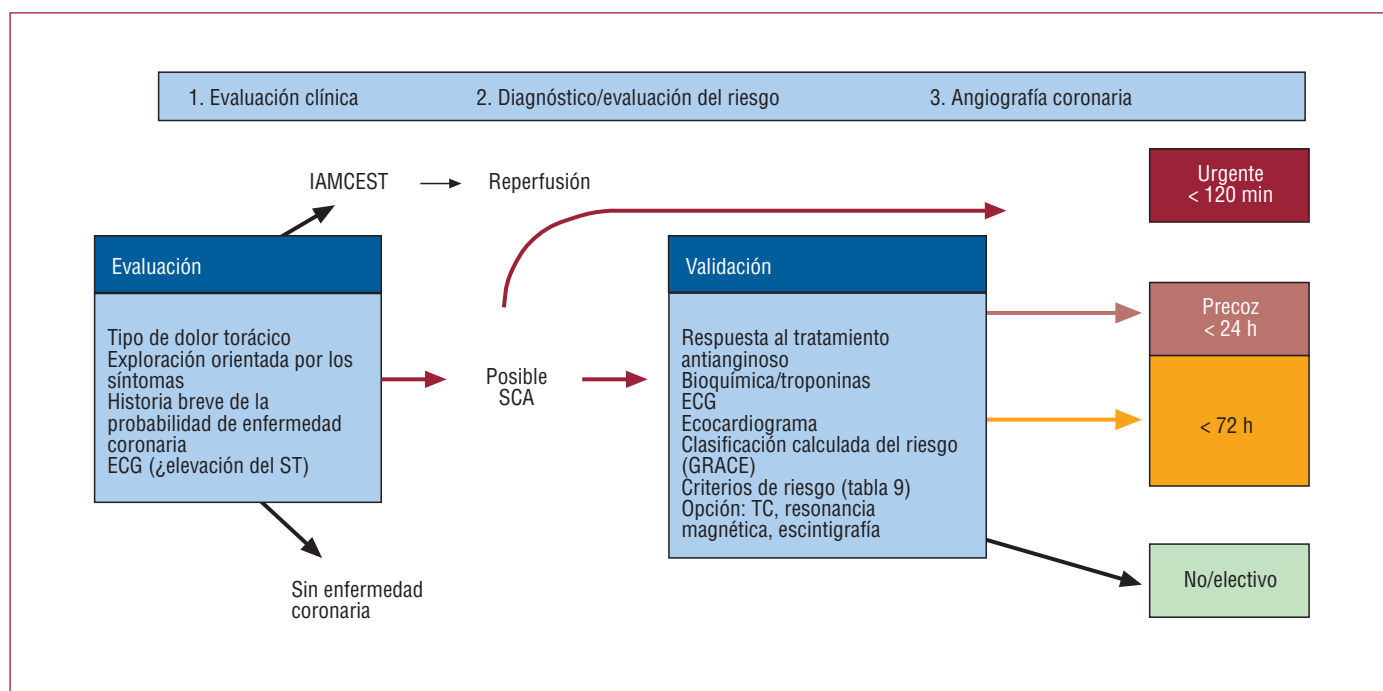 1. Evaluación clínica
2. Diagnóstico/evaluación del riesgo
3. Angiografía coronaria
IAMCEST
Reperfusión
Urgente
< 120 min
Evaluación
Tipo de dolor torácico
Exploración orientada por los
síntomas
Historia breve de la
probabilidad de enfermedad
coronaria
ECG (¿elevación del ST)
Posible
SCA
Sin enfermedad
coronaria
Validación
Respuesta al tratamiento
antianginoso
Bioquímica/troponinas
ECG
Ecocardiograma
Clasificación calculada del riesgo
(GRACE)
Criterios de riesgo (tabla 9)
Opción: TC, resonancia
magnética, escintigrafía
Precoz
< 24 h
< 72 h
No/electivo